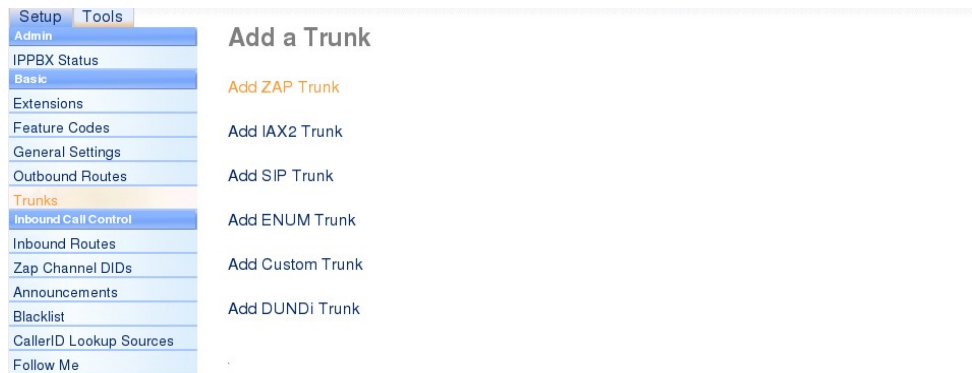 Setup Tools
Admin
IPPBX Status
Basic
Extensions
Feature Codes
General Settings
Outbound Routes
Trunks
Inbound Call Control
Inbound Routes
Zap Channel DIDs
Announcements
Blacklist
CallerID Lookup Sources
Follow Me
Add a Trunk
Add ZAP Trunk
Add IAX2 Trunk
Add SIP Trunk
Add ENUM Trunk
Add Custom Trunk
Add DUNDi Trunk